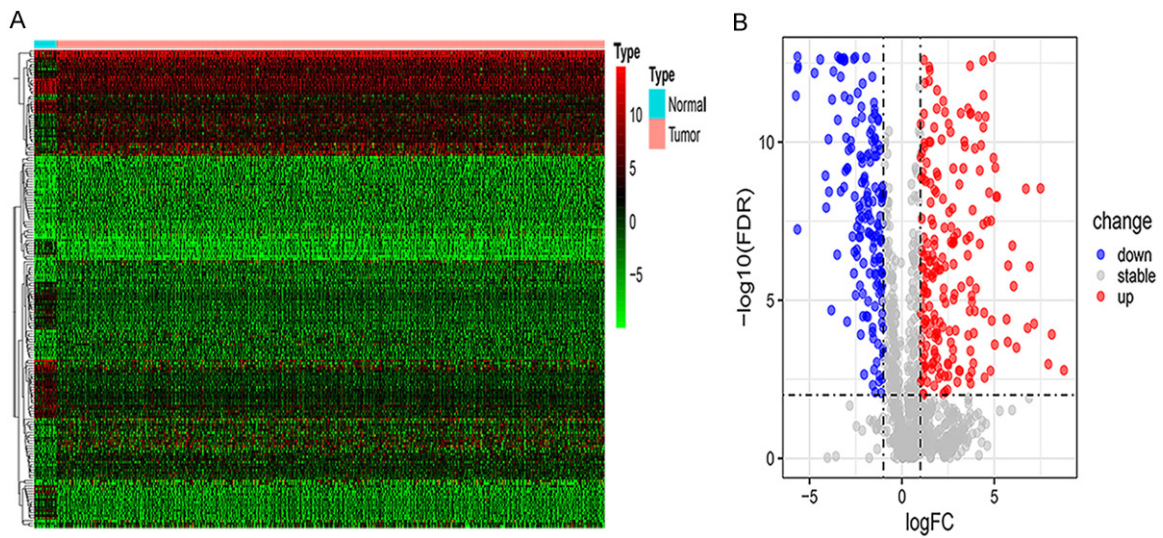 A
Type
10
5
0
−5
Type
Normal
Tumor
B
−log10(FDR)
10
5
0
−5
0
5
logFC
change
down
stable
up